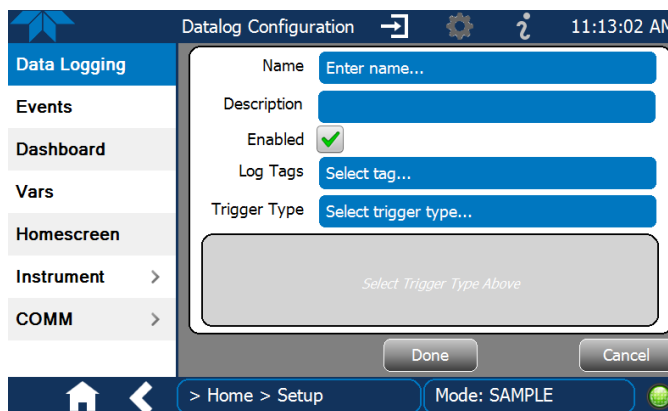 Datalog Configuration
11:13:02 AM
Data Logging
Events
Dashboard
Vars
Homescreen
Instrument >
COMM >
Name Enter name...
Description
Enabled
Log Tags Select tag...
Trigger Type Select trigger type...
Select Trigger Type Above
Done Cancel
> Home > Setup
Mode: SAMPLE